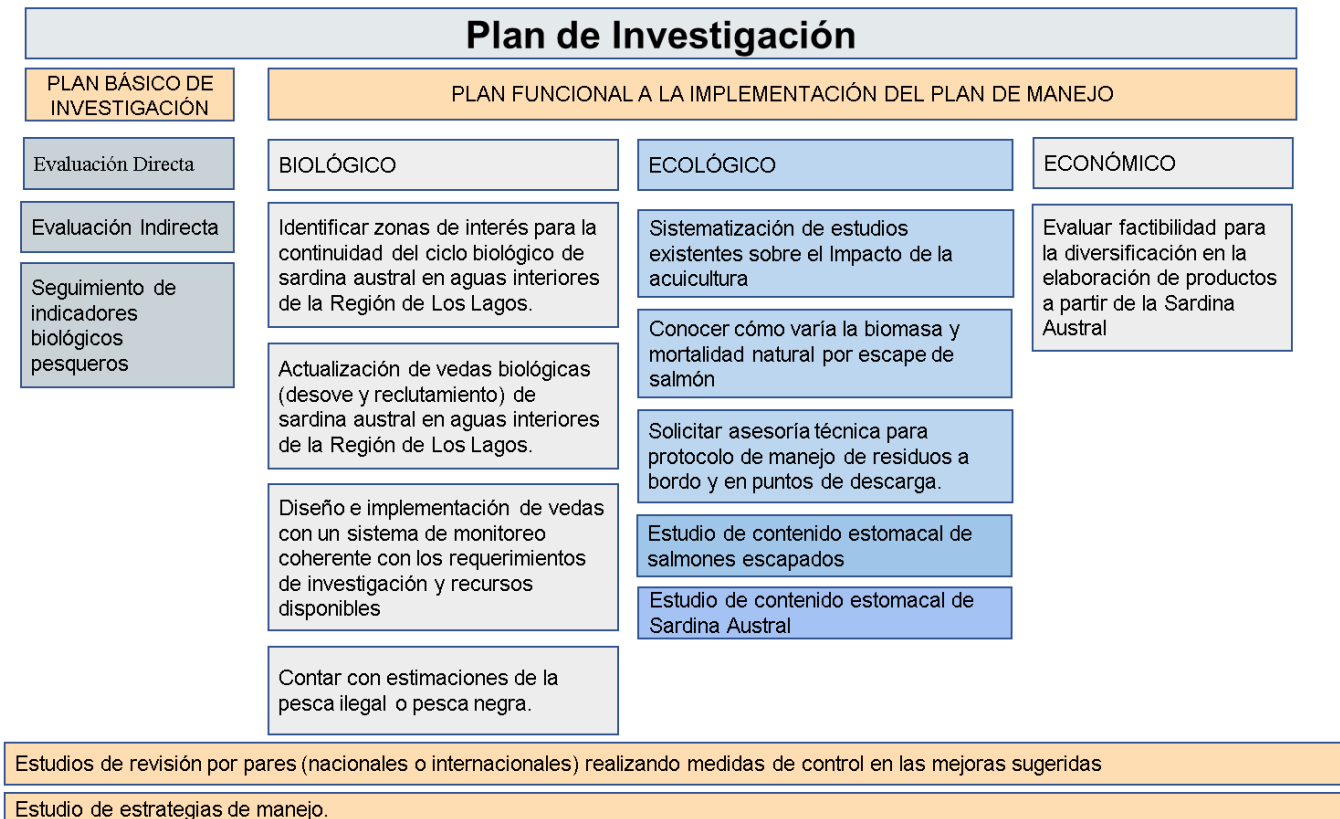 Plan de Investigación
PLAN BÁSICO DE
INVESTIGACIÓN
PLAN FUNCIONAL A LA IMPLEMENTACIÓN DEL PLAN DE MANEJO
Evaluación Directa
Evaluación Indirecta
Seguimiento de
indicadores
biológicos
pesqueros
BIOLÓGICO
Identificar zonas de interés para la
continuidad del ciclo biológico de
sardina austral en aguas interiores
de la Región de Los Lagos.
Actualización de vedas biológicas
(desove y reclutamiento) de
sardina austral en aguas interiores
de la Región de Los Lagos.
Diseño e implementación de vedas
con un sistema de monitoreo
coherente con los requerimientos
de investigación y recursos
disponibles
Contar con estimaciones de la
pesca ilegal o pesca negra.
ECOLÓGICO
Sistematización de estudios
existentes sobre el Impacto de la
acuicultura
Conocer cómo varía la biomasa y
mortalidad natural por escape de
salmón
Solicitar asesoría técnica para
protocolo de manejo de residuos a
bordo y en puntos de descarga.
Estudio de contenido estomacal de
salmones escapados
Estudio de contenido estomacal de
Sardina Austral
ECONÓMICO
Evaluar factibilidad para
la diversificación en la
elaboración de productos
a partir de la Sardina
Austral
Estudios de revisión por pares (nacionales o internacionales) realizando medidas de control en las mejoras sugeridas
Estudio de estrategias de manejo.